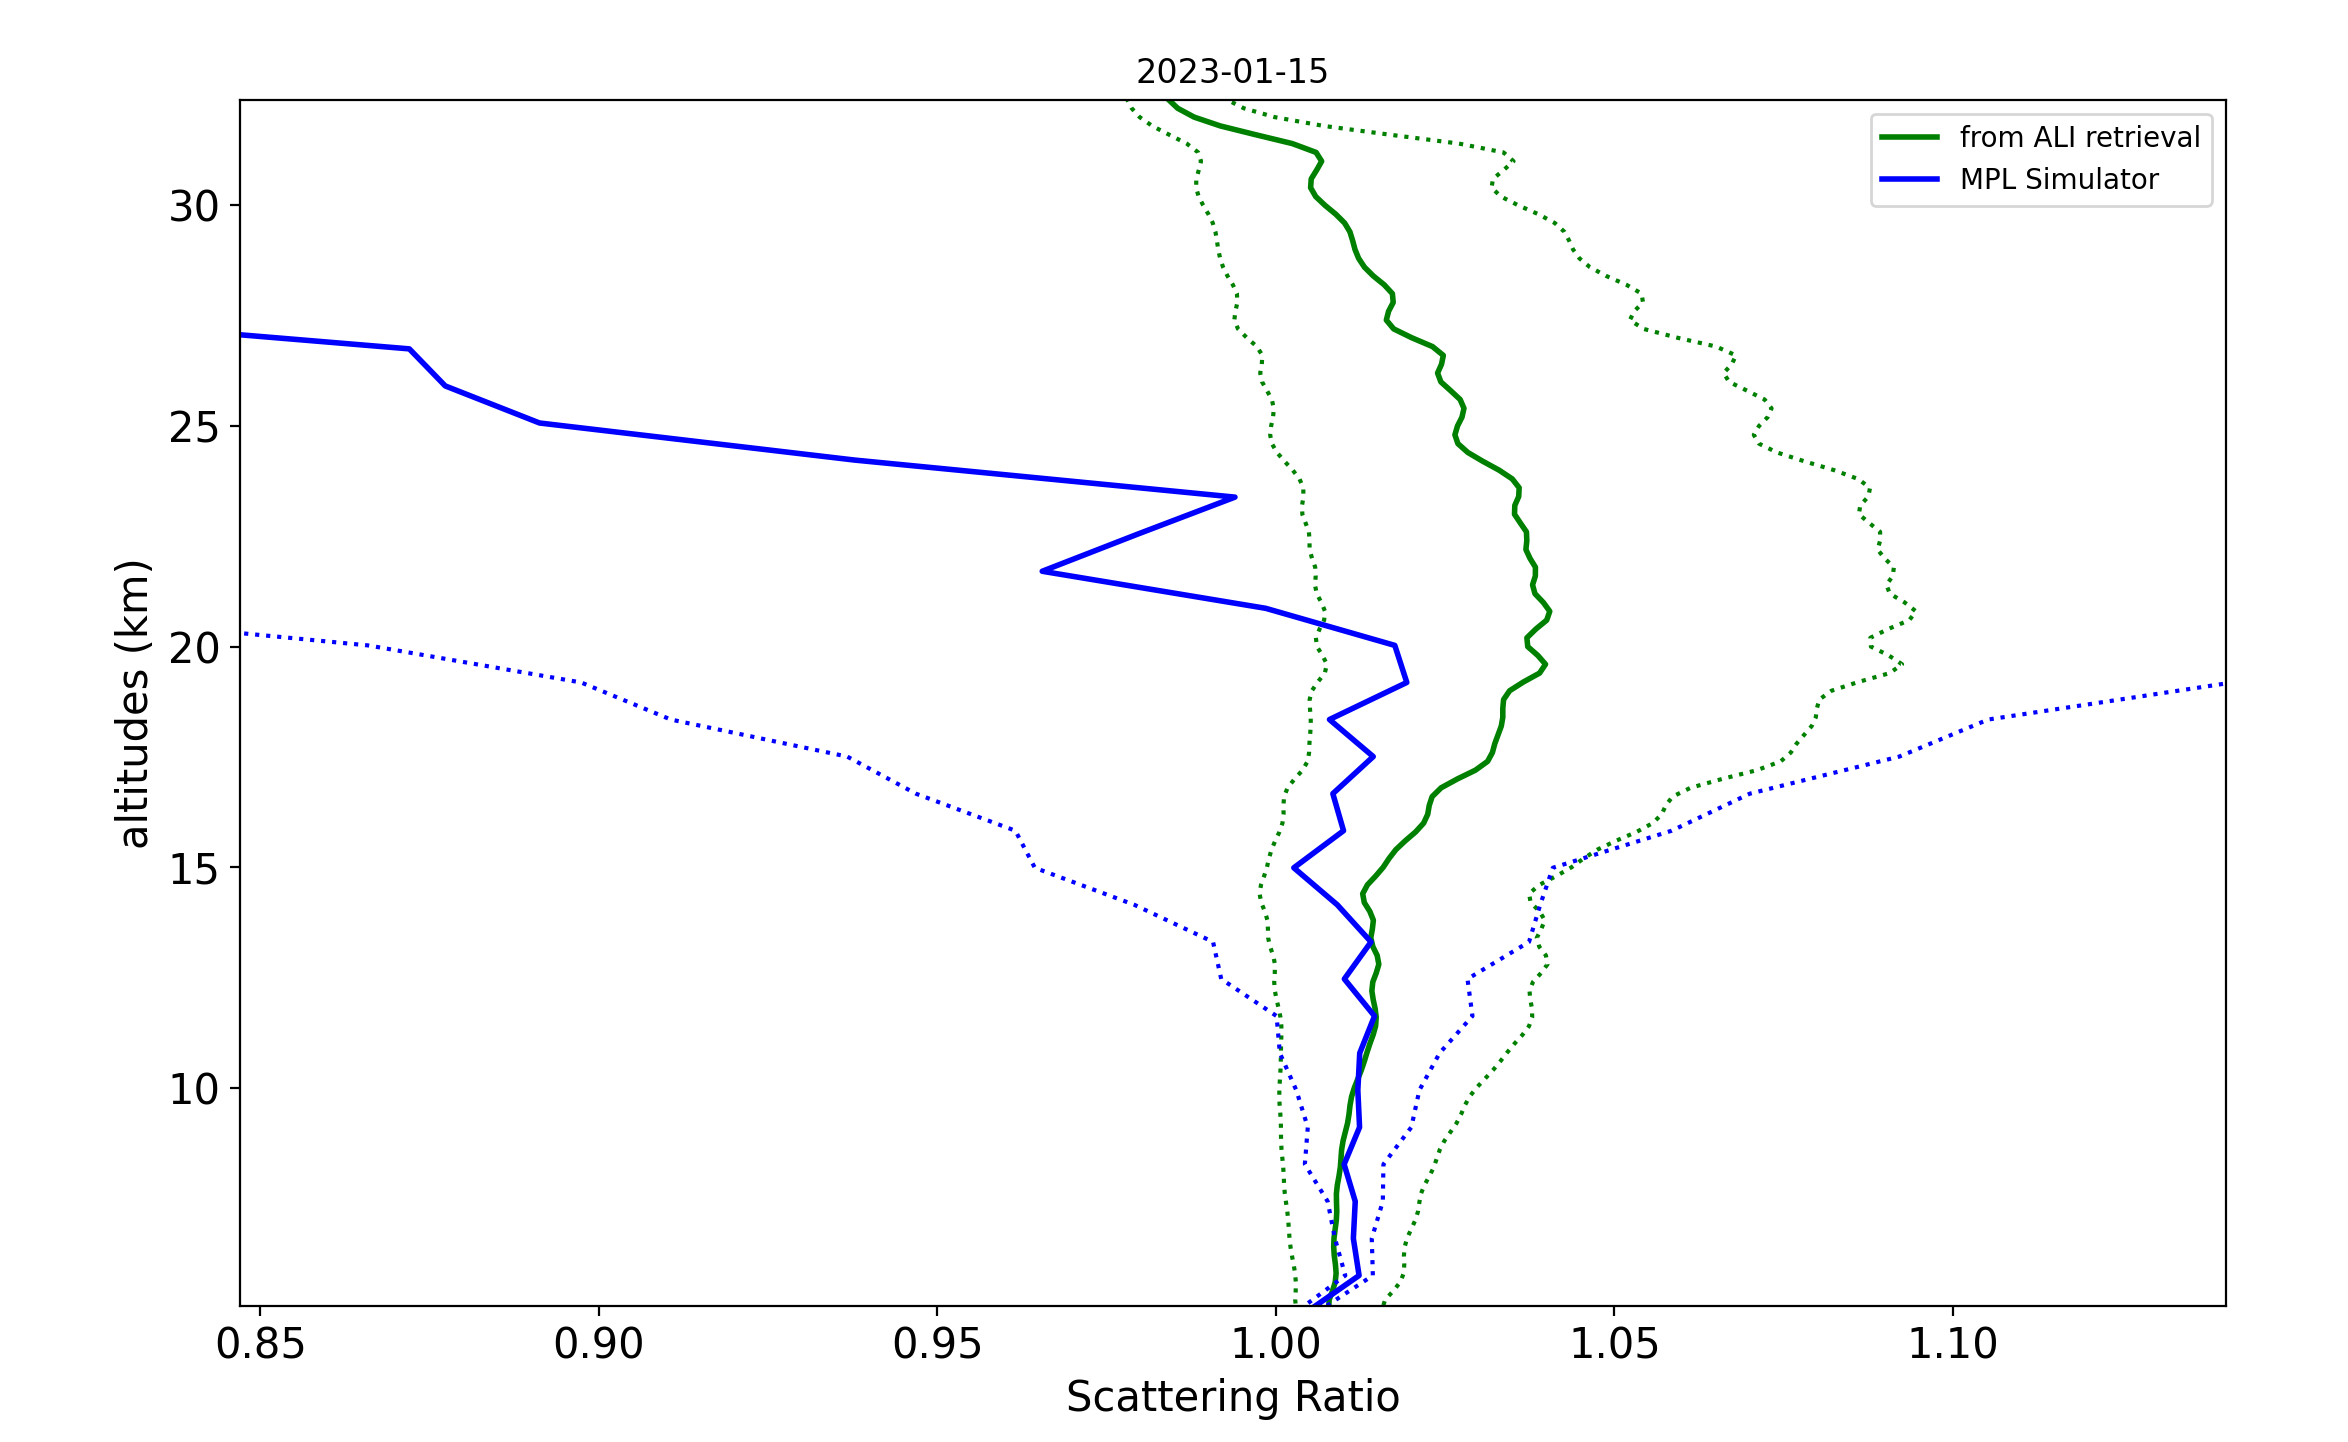 2023-01-15
from ALI retrieval
MPL Simulator
altitudes (km)
30
25
20
15
10
0.85 0.90 0.95 1.00 1.05 1.10
Scattering Ratio